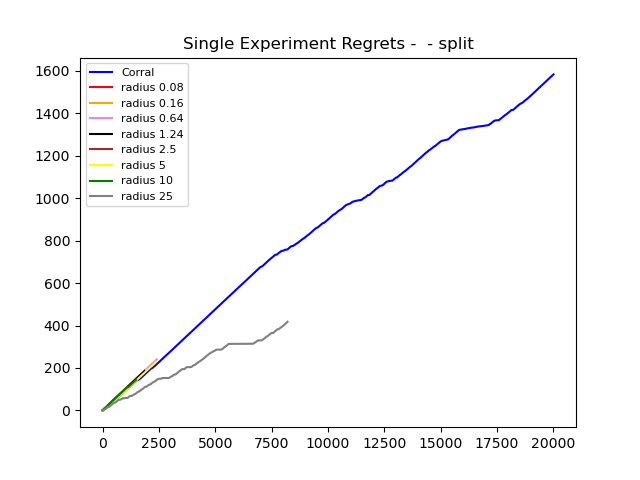 Single Experiment Regrets -  - split
1600
1400
1200
1000
800
600
400
200
0
Corral
radius 0.08
radius 0.16
radius 0.64
radius 1.24
radius 2.5
radius 5
radius 10
radius 25
0 2500 5000 7500 10000 12500 15000 17500 20000